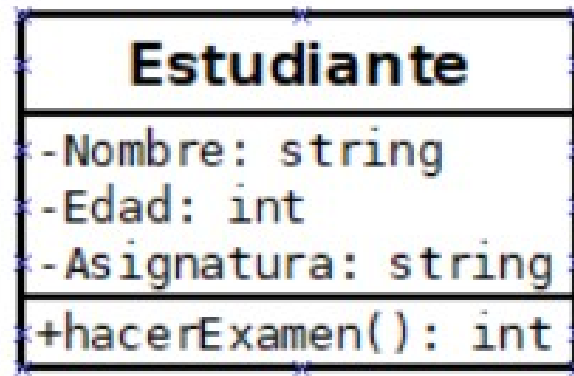 Estudiante
-Nombre: string
-Edad: int
-Asignatura: string
+hacerExamen(): int